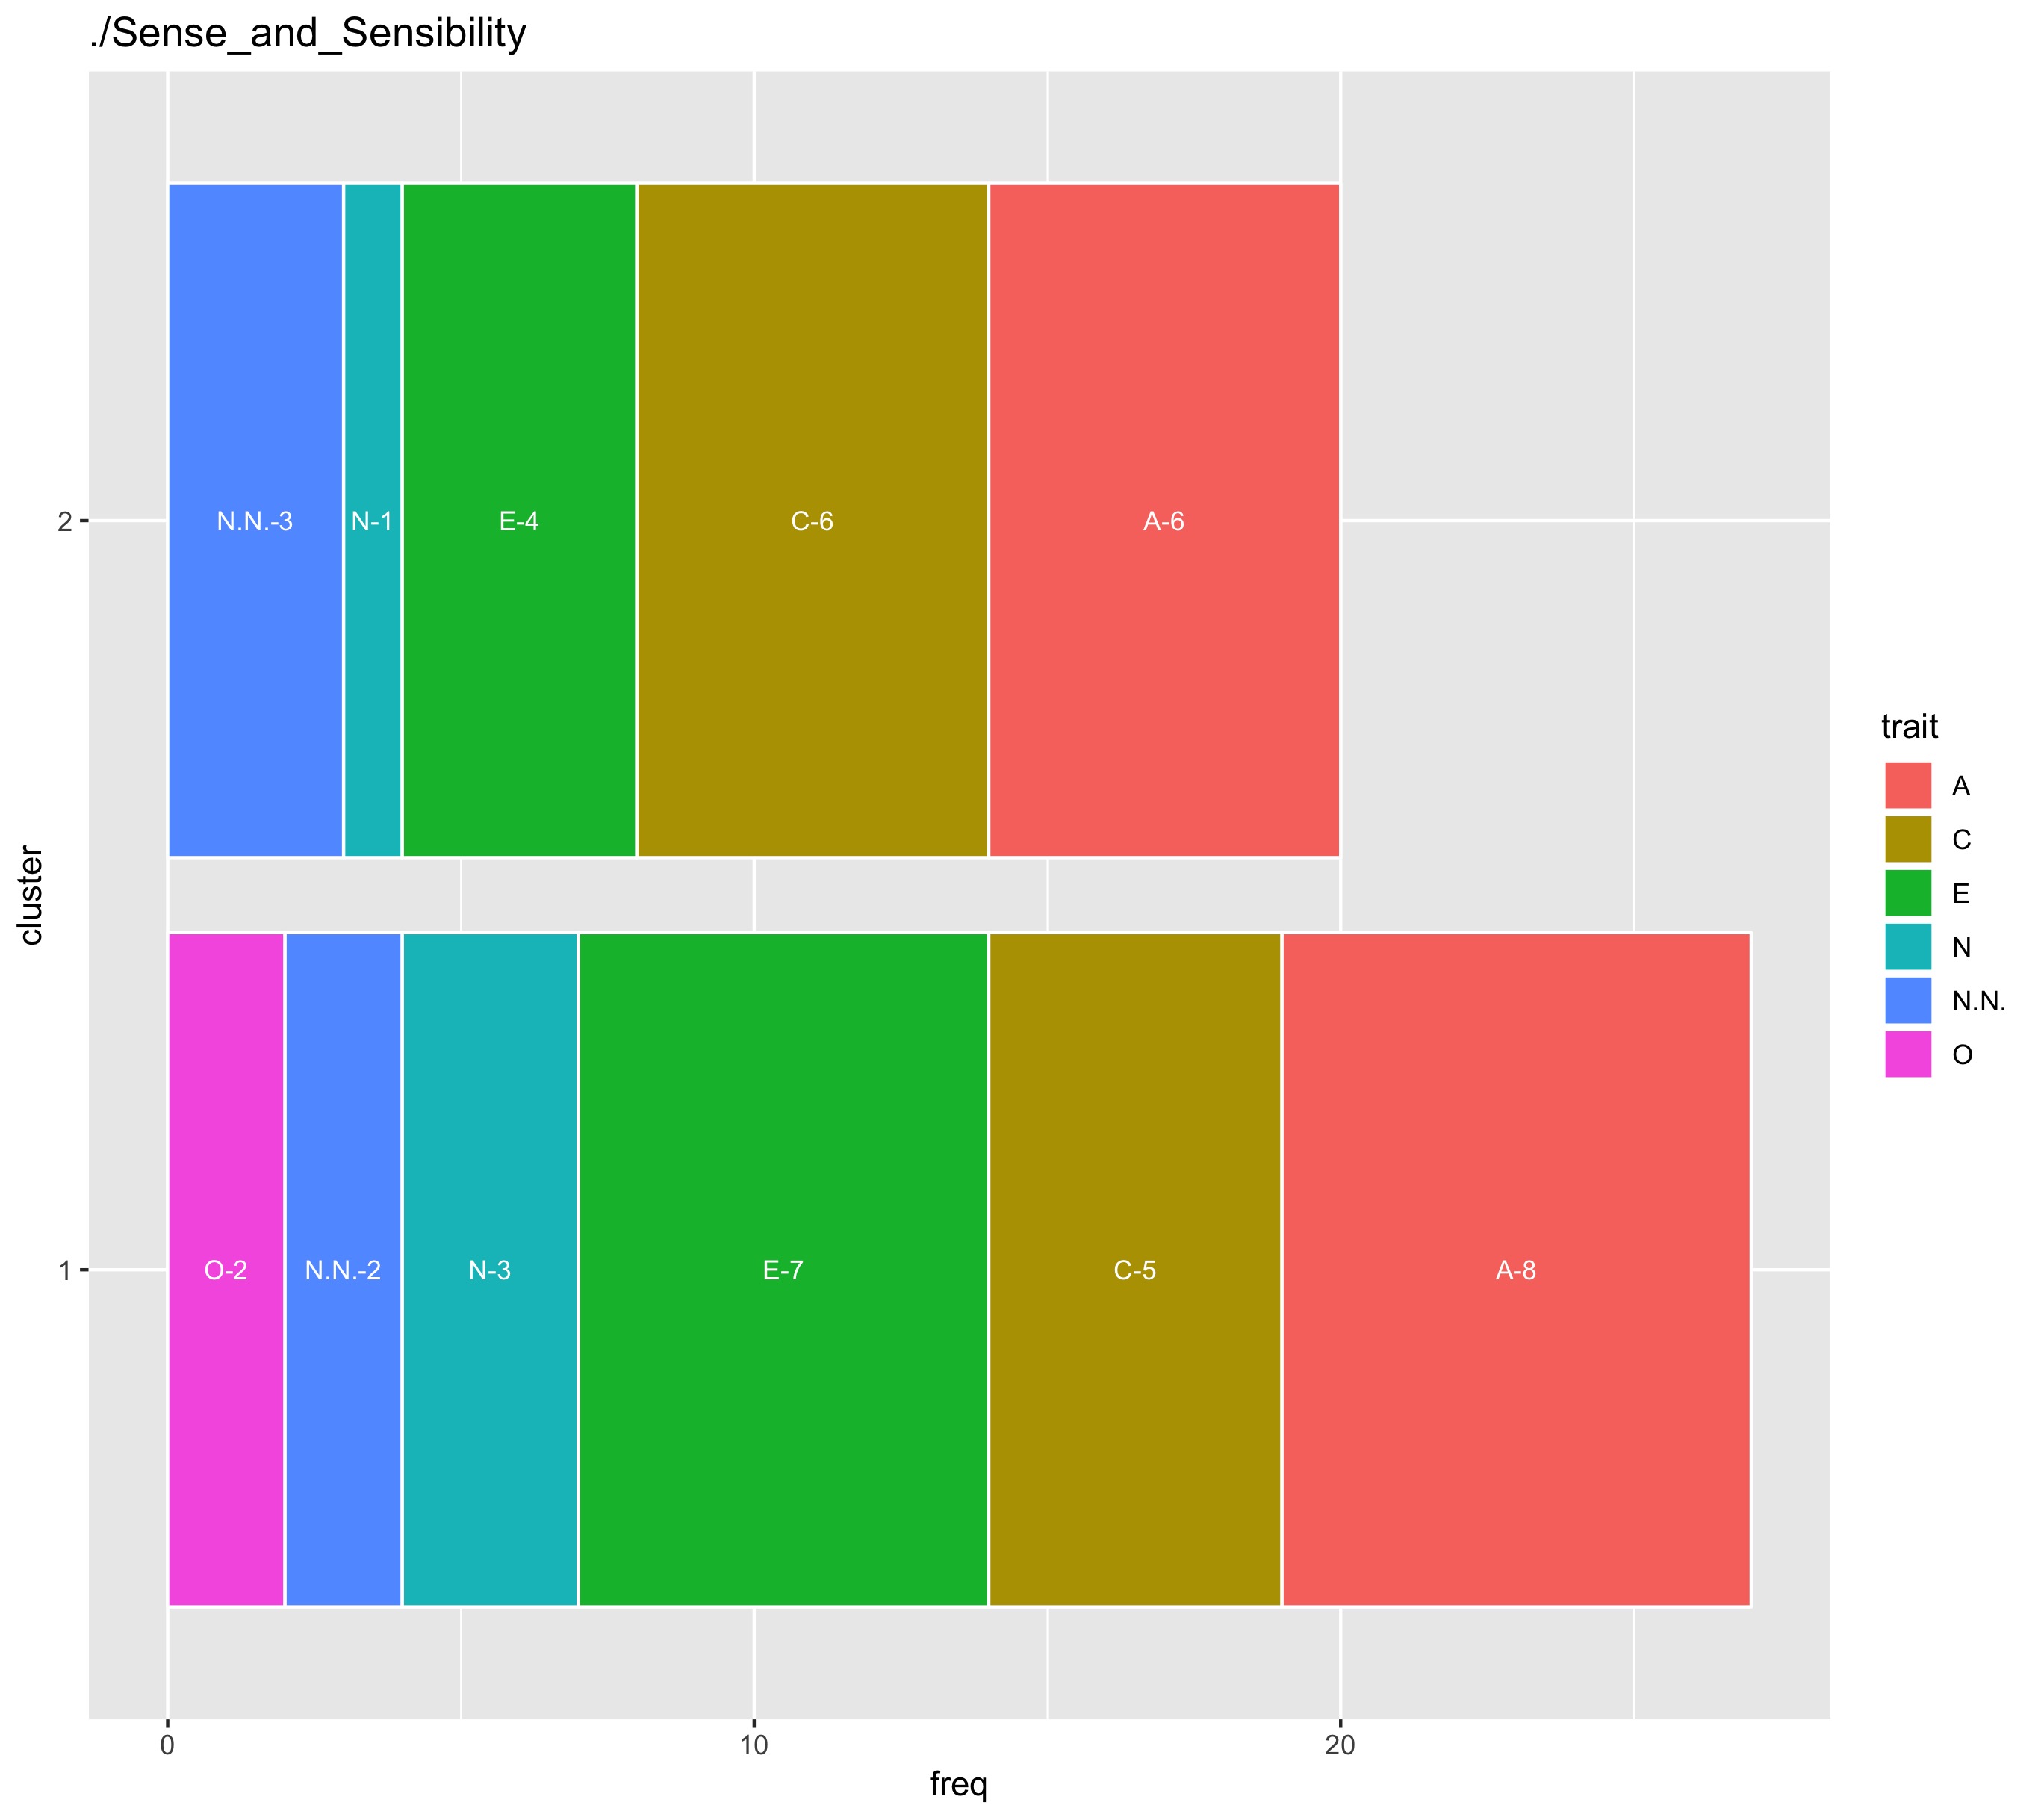 ./Sense_and_Sensibility
2
N.N.-3 N-1 E-4 C-6 A-6
cluster
1
O-2 N.N.-2 N-3 E-7 C-5 A-8
0 10 20
freq
trait
A
C
E
N
N.N.
O